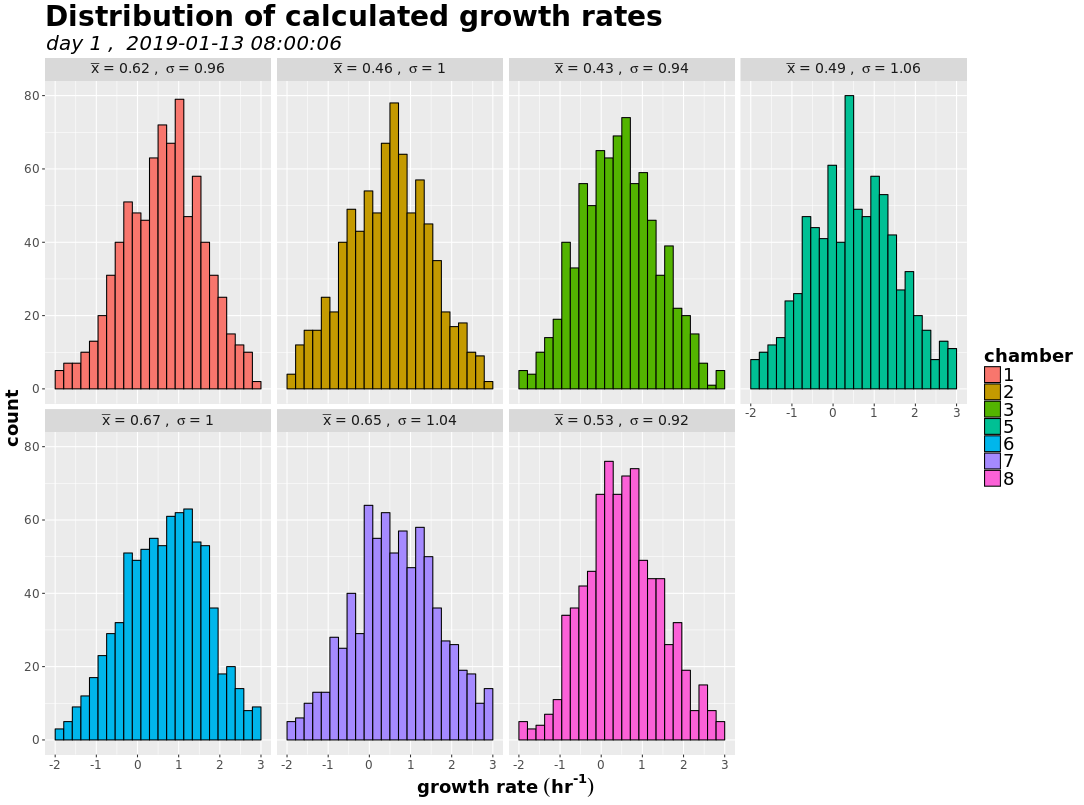 Distribution of calculated growth rates
day 1 ,  2019-01-13 08:00:06
x̅ = 0.62 ,  σ = 0.96
x̅ = 0.46 ,  σ = 1
x̅ = 0.43 ,  σ = 0.94
x̅ = 0.49 ,  σ = 1.06
80
60
40
20
0
-2 -1 0 1 2 3
x̅ = 0.67 ,  σ = 1
x̅ = 0.65 ,  σ = 1.04
x̅ = 0.53 ,  σ = 0.92
80
60
40
20
0
-2 -1 0 1 2 3
-2 -1 0 1 2 3
-2 -1 0 1 2 3
count
growth rate (hr⁻¹)
chamber
1
2
3
5
6
7
8